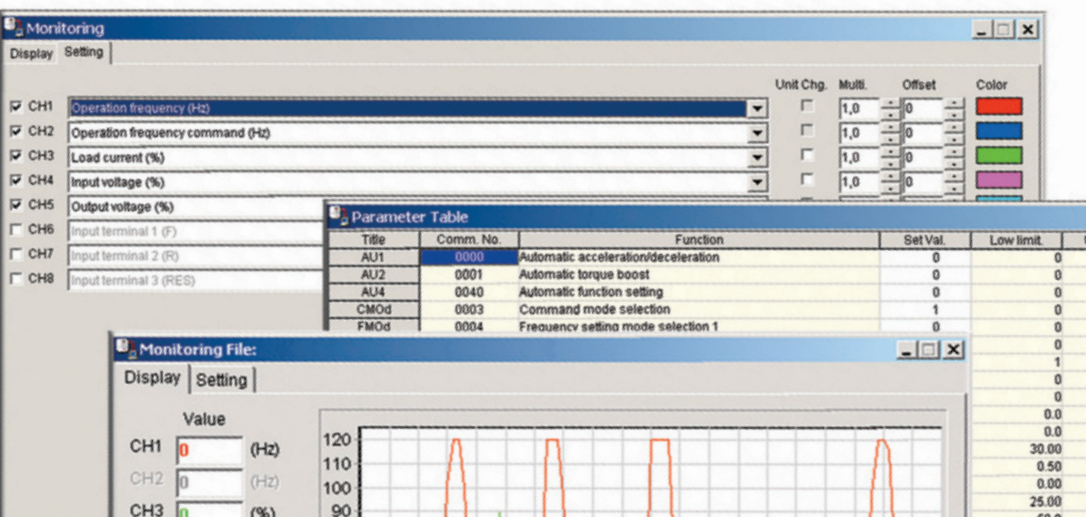 Monitoring
Display Setting
Unit Chg. Multi. Offset Color
CH1 Operation frequency (Hz) 1,0 0
CH2 Operation frequency command (Hz) 1,0 0
CH3 Load current (%) 1,0 0
CH4 Input voltage (%) 1,0 0
CH5 Output voltage (%)
CH6 Input terminal 1 (F)
CH7 Input terminal 2 (R)
CH8 Input terminal 3 (RES)
Parameter Table
Title Comm. No. Function Set Val. Low limit.
AU1 0000 Automatic acceleration/deceleration 0 0
AU2 0001 Automatic torque boost 0 0
AU4 0040 Automatic function setting 0 0
CMOd 0003 Command mode selection 1 0
FMOd 0004 Frequency setting mode selection 1 0 0
0
1
0
0
0.0
0.0
30.00
0.50
0.00
25.00
Monitoring File:
Display Setting
Value
CH1 0 (Hz)
CH2 0 (Hz)
CH3 0 (%)
120
110
100
90